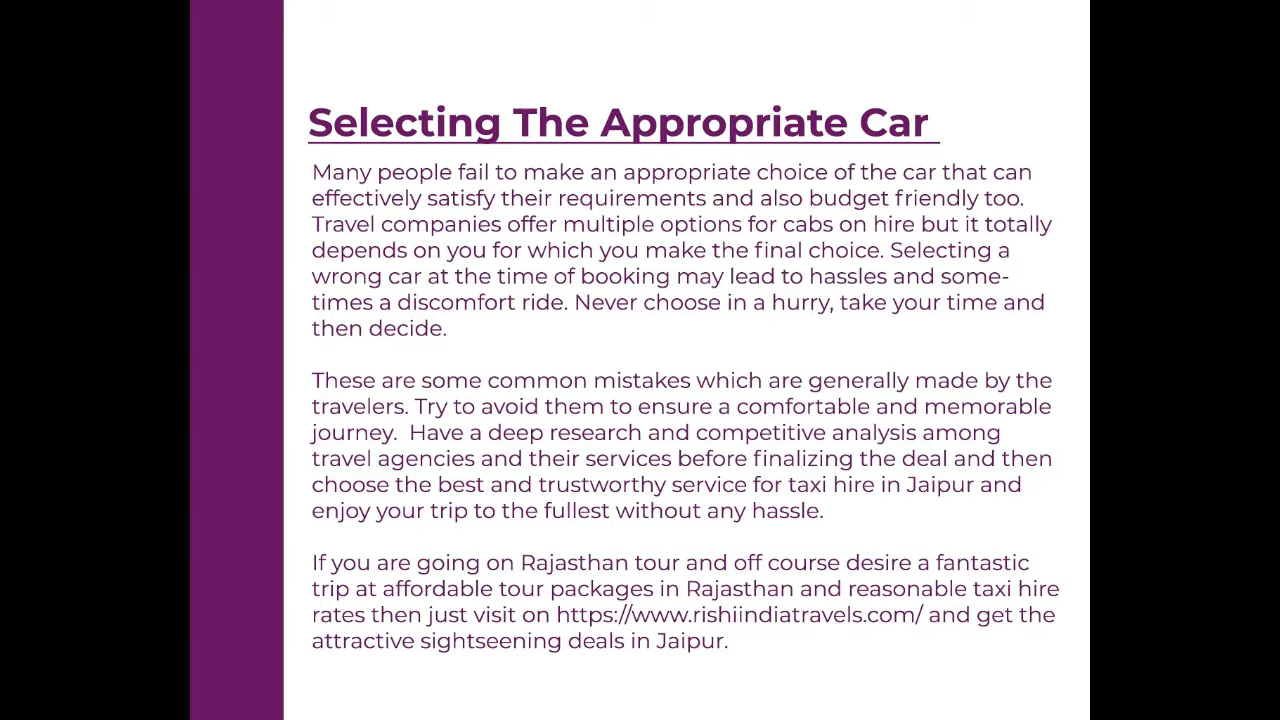 Selecting The Appropriate Car
Many people fail to make an appropriate choice of the car that can
effectively satisfy their requirements and also budget friendly too.
Travel companies offer multiple options for cabs on hire but it totally
depends on you for which you make the final choice. Selecting a
wrong car at the time of booking may lead to hassles and some-
times a discomfort ride. Never choose in a hurry, take your time and
then decide.
These are some common mistakes which are generally made by the
travelers. Try to avoid them to ensure a comfortable and memorable
journey.  Have a deep research and competitive analysis among
travel agencies and their services before finalizing the deal and then
choose the best and trustworthy service for taxi hire in Jaipur and
enjoy your trip to the fullest without any hassle.
If you are going on Rajasthan tour and off course desire a fantastic
trip at affordable tour packages in Rajasthan and reasonable taxi hire
rates then just visit on https://www.rishiindiatravels.com/ and get the
attractive sightseening deals in Jaipur.